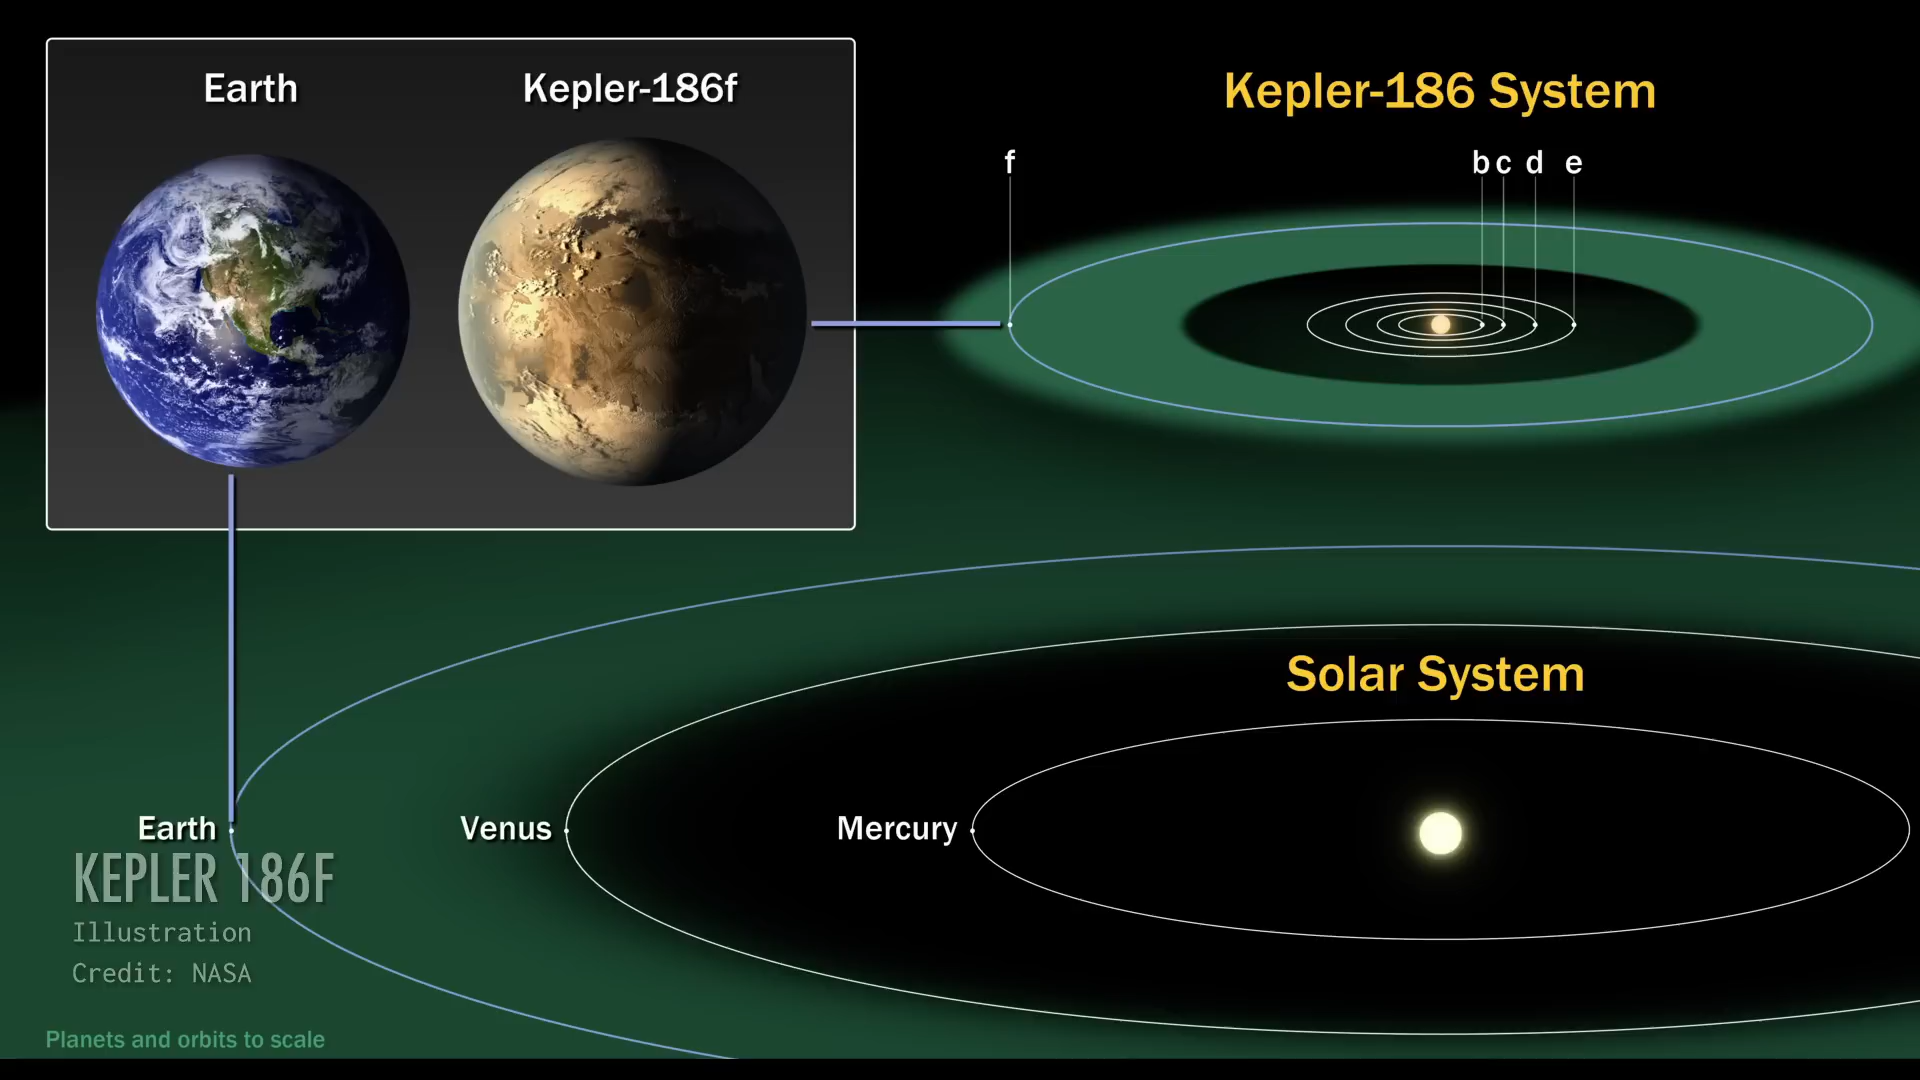 Earth
Kepler-186f
Kepler-186 System
f
b c d e
Solar System
Earth
Venus
Mercury
KEPLER 186F
Illustration
Credit: NASA
Planets and orbits to scale